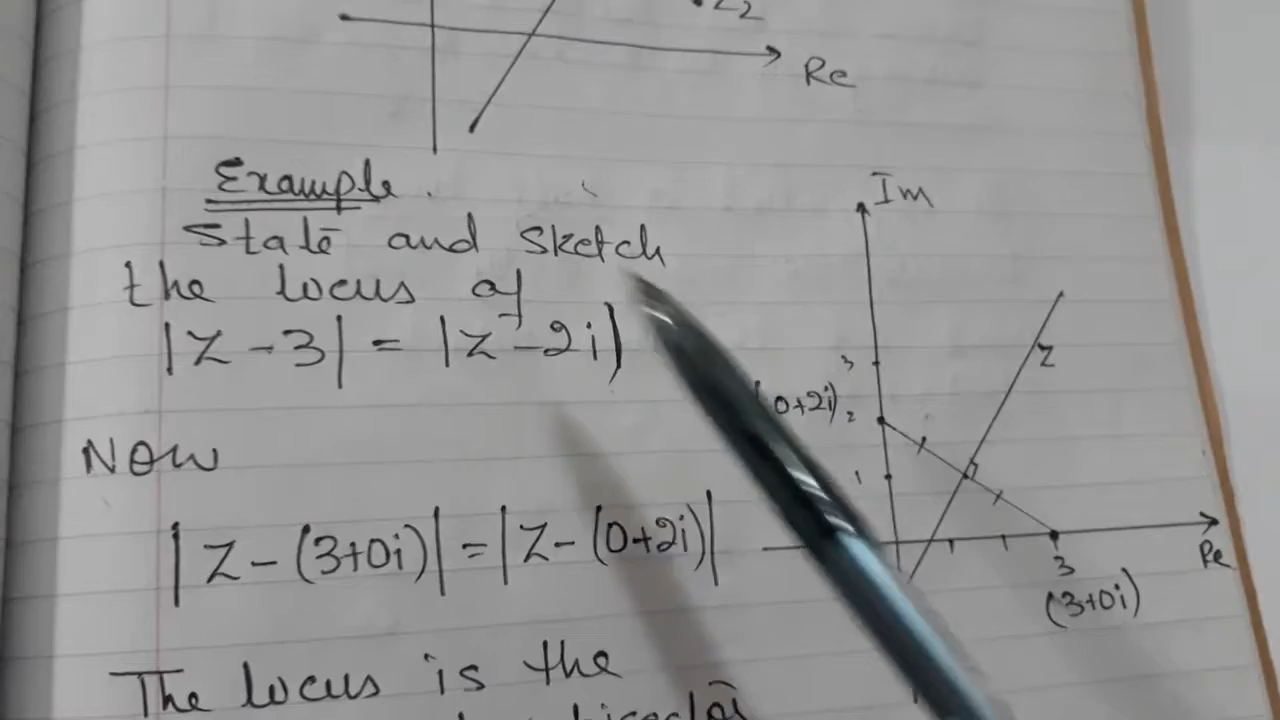 Z2
Re
Example.
State and sketch
the locus of
|Z-3| = |Z-2i|
Now
|Z-(3+0i)|=|Z-(0+2i)|
The locus is the
Im
3
Z
(0+2i) 2
1
3
Re
(3+0i)